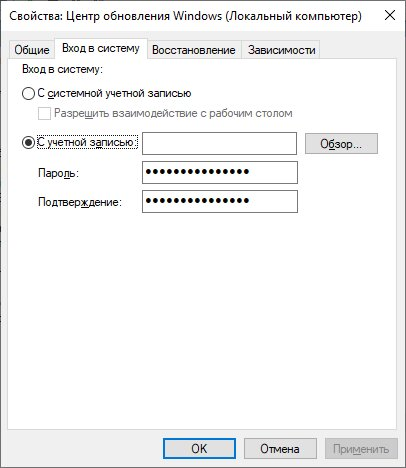 Свойства: Центр обновления Windows (Локальный компьютер)
Общие Вход в систему Восстановление Зависимости
Вход в систему:
С системной учетной записью
Разрешить взаимодействие с рабочим столом
С учетной записью: Обзор...
Пароль: •••••••••••••••
Подтверждение: •••••••••••••••
OK Отмена Применить